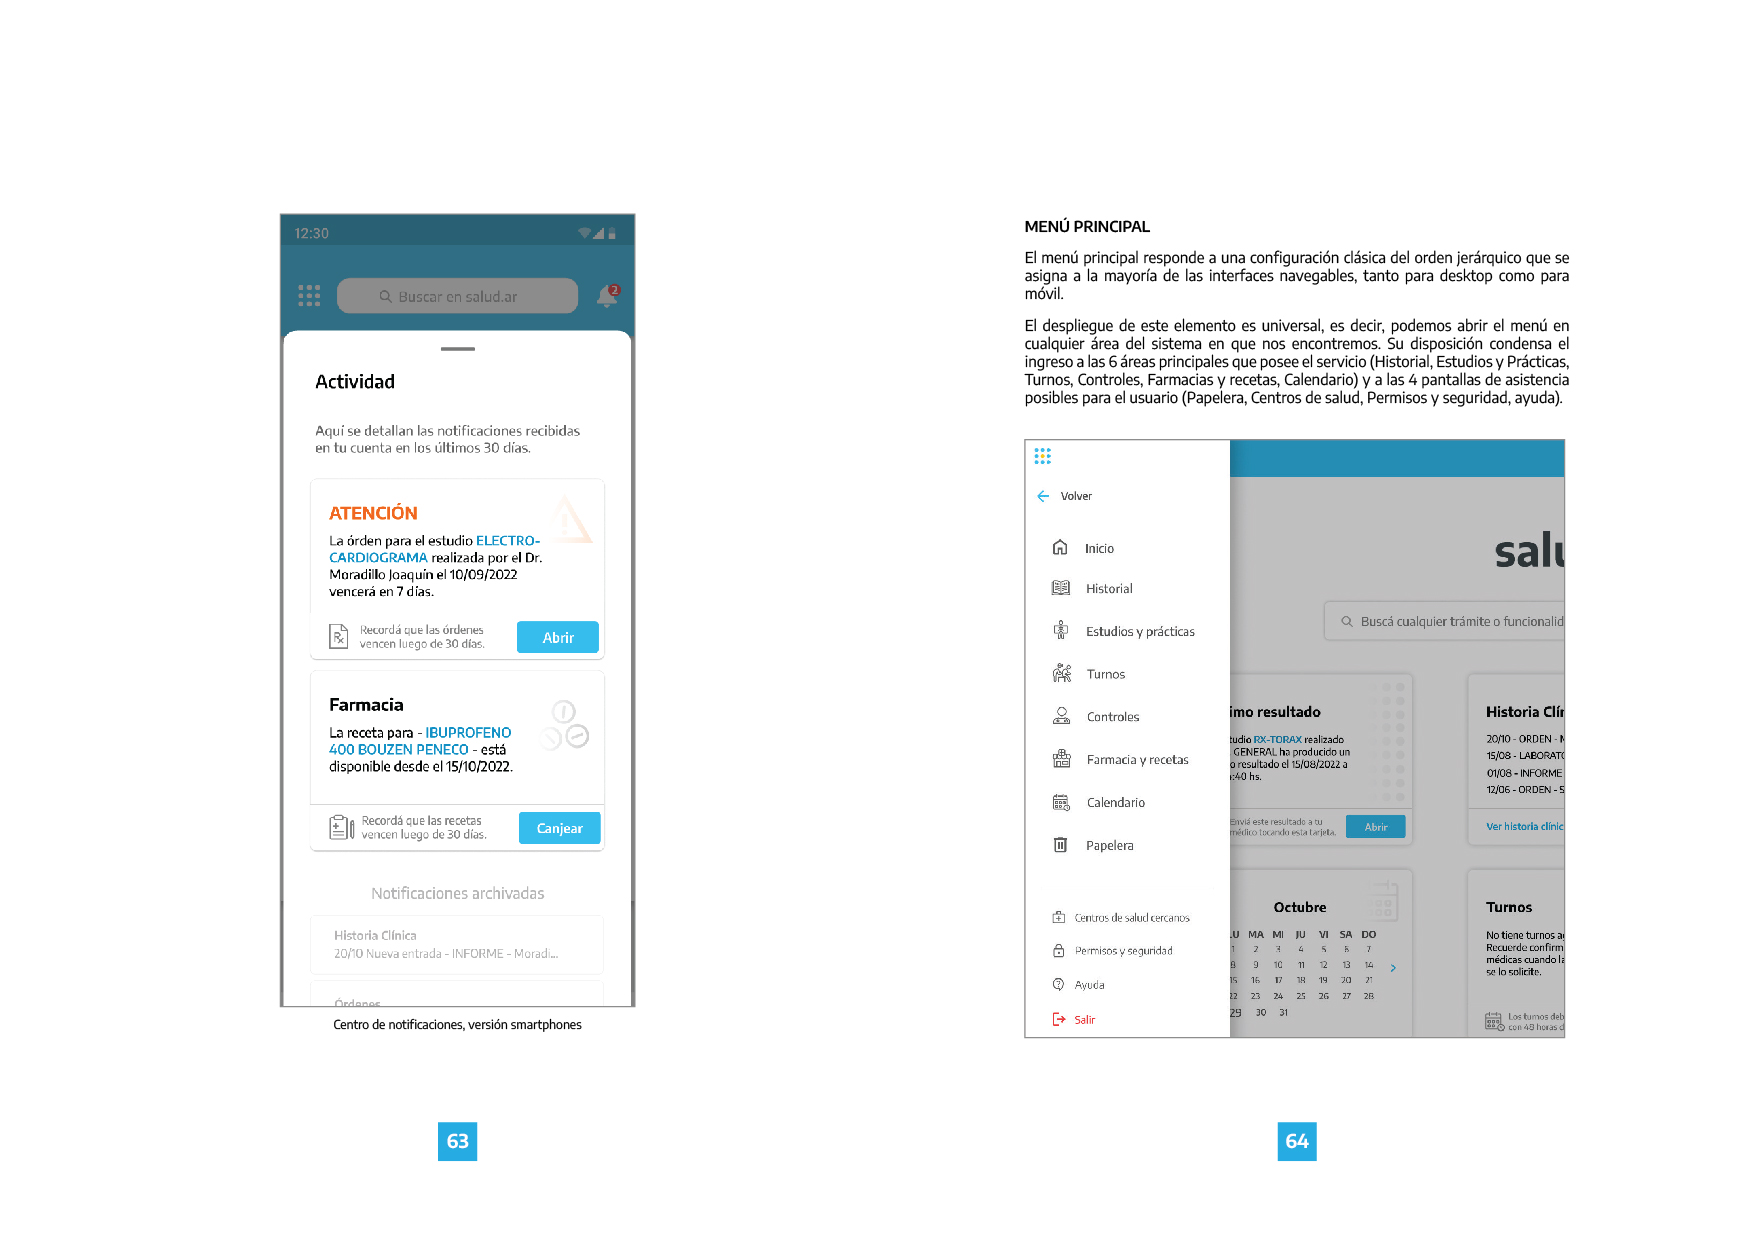 12:30
Buscar en salud.ar
2
Actividad
Aquí se detallan las notificaciones recibidas
en tu cuenta en los últimos 30 días.
ATENCIÓN
La órden para el estudio ELECTRO-
CARDIOGRAMA realizada por el Dr.
Moradillo Joaquín el 10/09/2022
vencerá en 7 días.
Recordá que las órdenes
vencen luego de 30 días.
Abrir
Farmacia
La receta para - IBUPROFENO
400 BOUZEN PENECO - está
disponible desde el 15/10/2022.
Recordá que las recetas
vencen luego de 30 días.
Canjear
Notificaciones archivadas
Historia Clínica
20/10 Nueva entrada - INFORME - Moradi...
Órdenes
Centro de notificaciones, versión smartphones
63
MENÚ PRINCIPAL
El menú principal responde a una configuración clásica del orden jerárquico que se
asigna a la mayoría de las interfaces navegables, tanto para desktop como para
móvil.
El despliegue de este elemento es universal, es decir, podemos abrir el menú en
cualquier área del sistema en que nos encontremos. Su disposición condensa el
ingreso a las 6 áreas principales que posee el servicio (Historial, Estudios y Prácticas,
Turnos, Controles, Farmacias y recetas, Calendario) y a las 4 pantallas de asistencia
posibles para el usuario (Papelera, Centros de salud, Permisos y seguridad, ayuda).
Volver
Inicio
Historial
Estudios y prácticas
Turnos
Controles
Farmacia y recetas
Calendario
Papelera
Centros de salud cercanos
Permisos y seguridad
Ayuda
Salir
salu
Buscá cualquier trámite o funcionalid
imo resultado
tudio RX-TORAX realizado
GENERAL ha producido un
o resultado el 15/08/2022 a
:40 hs.
Enviá este resultado a tu
médico tocando esta tarjeta.
Abrir
Historia Clír
20/10 - ORDEN - M
15/08 - LABORATO
01/08 - INFORME
12/06 - ORDEN - S
Ver historia clínic
Octubre
LU MA MI JU VI SA DO
1 2 3 4 5 6 7
8 9 10 11 12 13 14
15 16 17 18 19 20 21
22 23 24 25 26 27 28
29 30 31
Turnos
No tiene turnos ag
Recuerde confirm
médicas cuando la
se lo solicite.
Los turnos deb
con 48 horas d
64